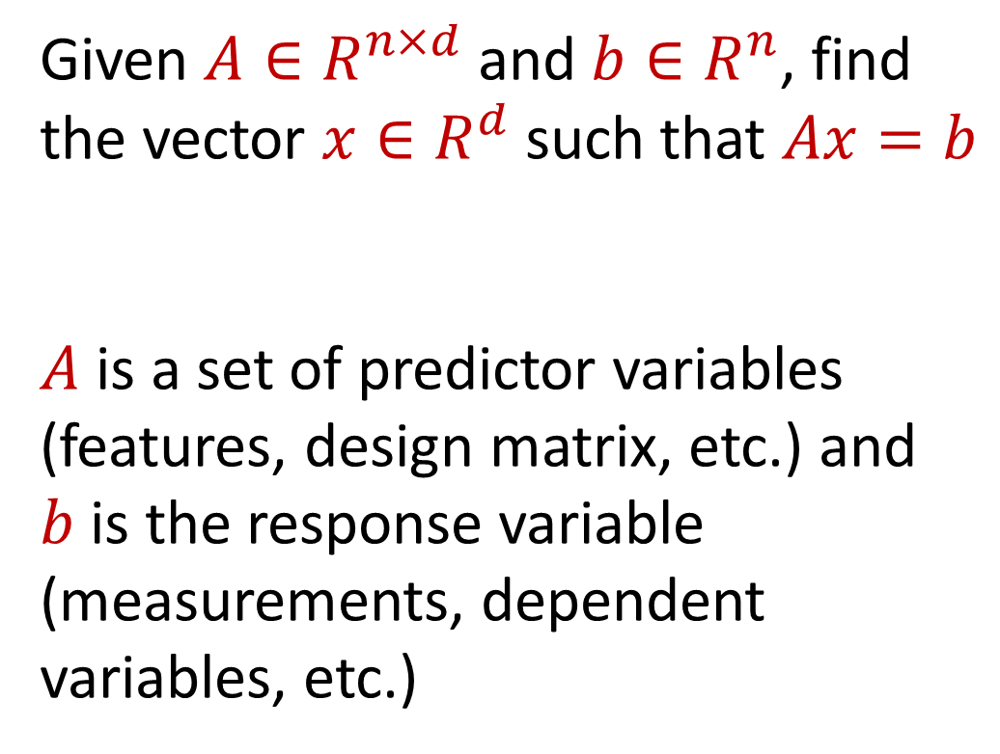 Given $A \in R^{n \times d}$ and $b \in R^{n}$, find
the vector $x \in R^{d}$ such that $Ax = b$
$A$ is a set of predictor variables
(features, design matrix, etc.) and
$b$ is the response variable
(measurements, dependent
variables, etc.)